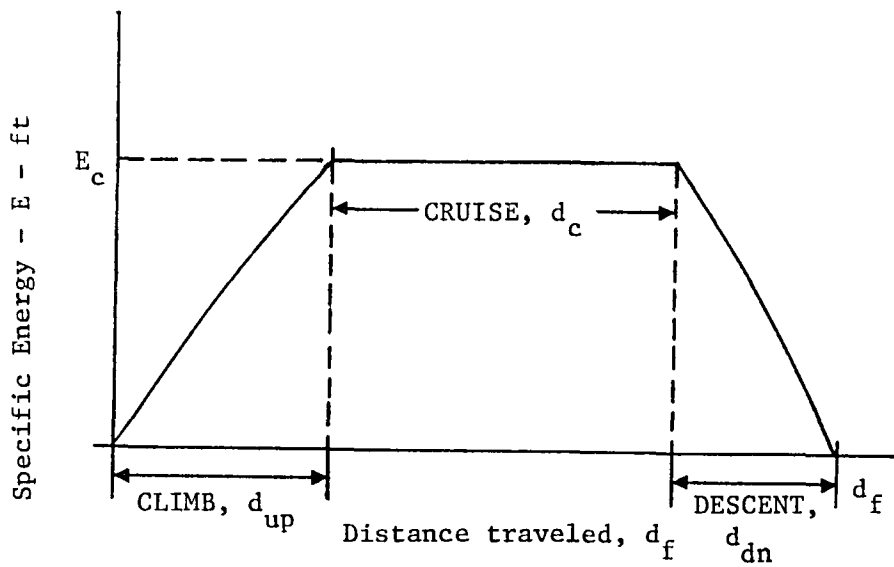 Specific Energy - E - ft
E_c
CRUISE, d_c
CLIMB, d_up
DESCENT, d_dn
d_f
Distance traveled, d_f